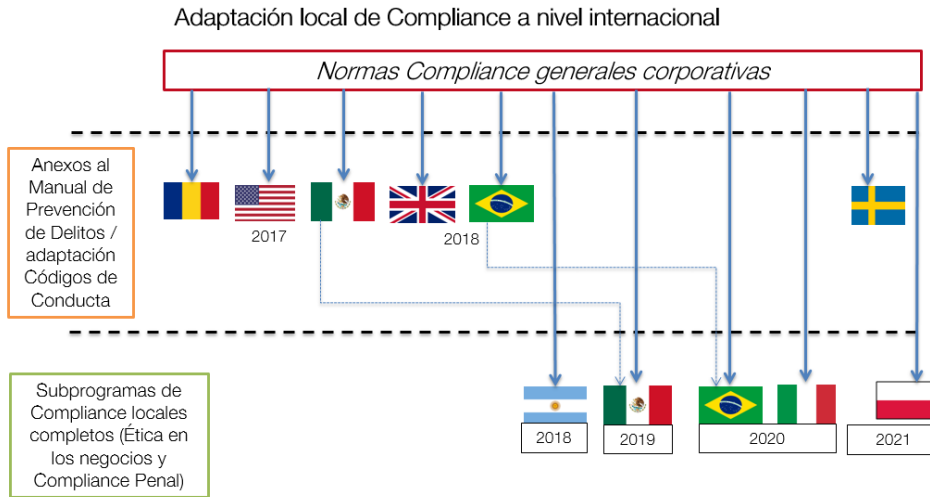 Adaptación local de Compliance a nivel internacional
Normas Compliance generales corporativas
Anexos al
Manual de
Prevención
de Delitos /
adaptación
Códigos de
Conducta
2017
2018
Subprogramas de
Compliance locales
completos (Ética en
los negocios y
Compliance Penal)
2018
2019
2020
2021